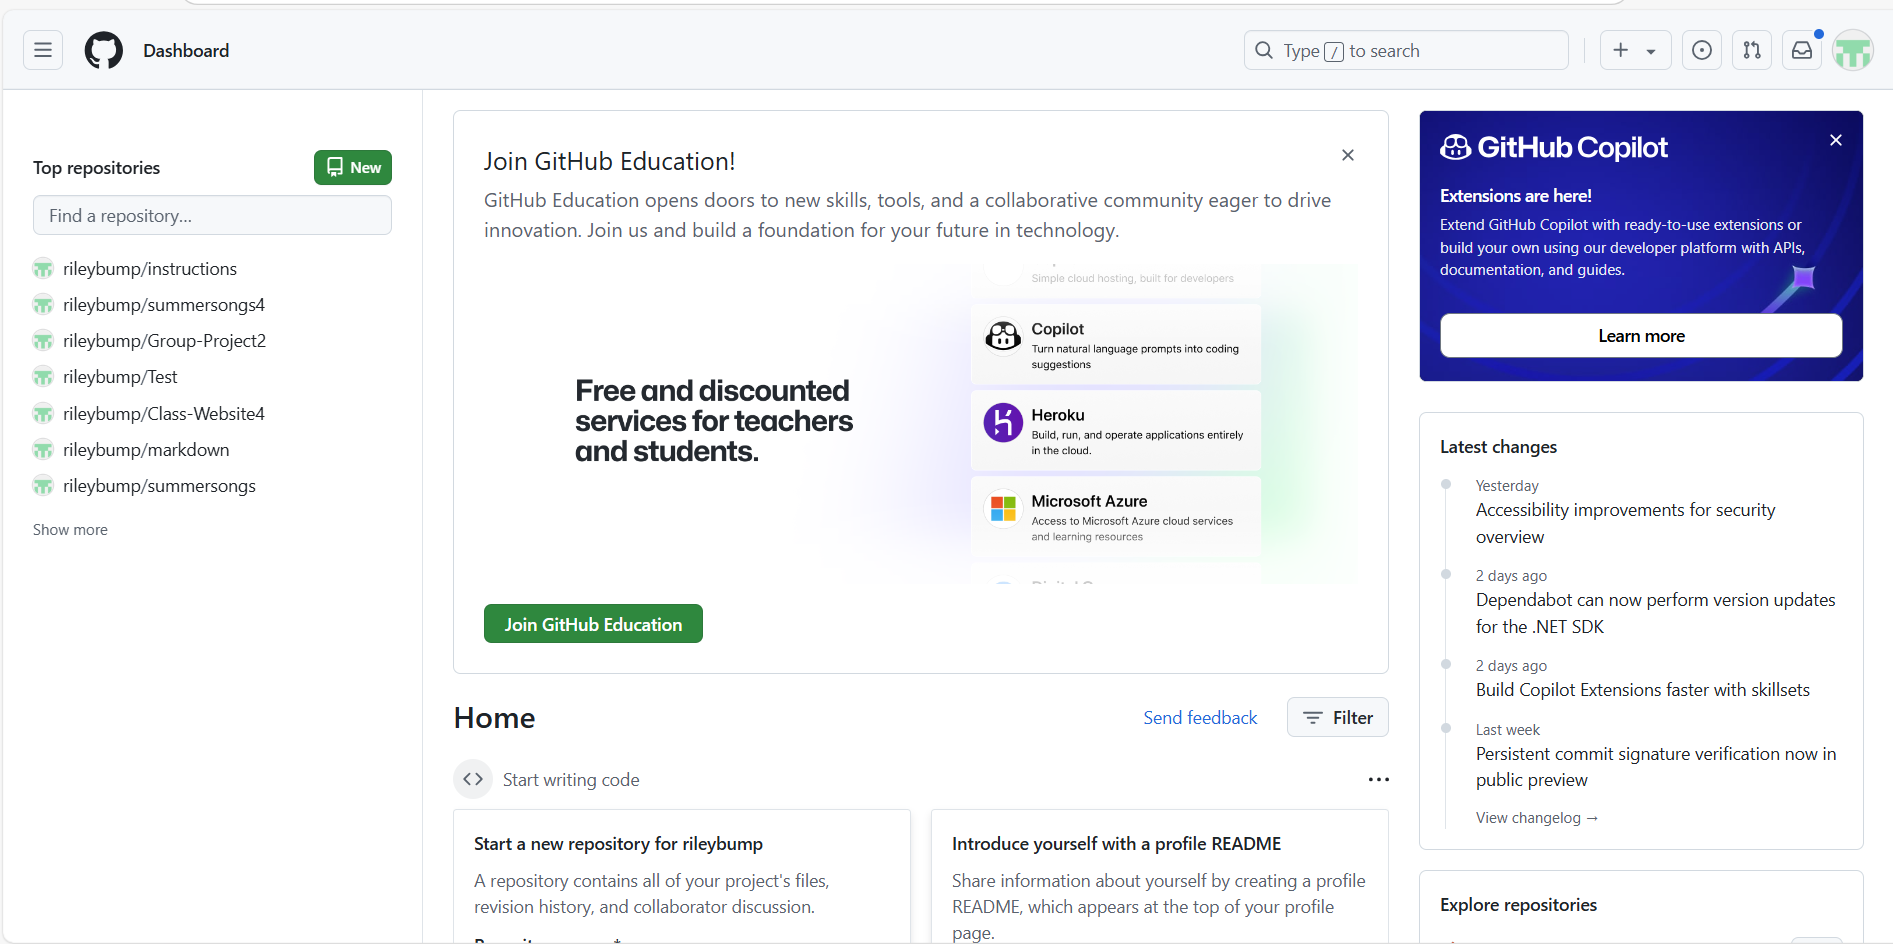 Dashboard
Type / to search
Top repositories
New
Find a repository...
rileybump/instructions
rileybump/summersongs4
rileybump/Group-Project2
rileybump/Test
rileybump/Class-Website4
rileybump/markdown
rileybump/summersongs
Show more
Join GitHub Education!
GitHub Education opens doors to new skills, tools, and a collaborative community eager to drive
innovation. Join us and build a foundation for your future in technology.
Free and discounted
services for teachers
and students.
Simple cloud hosting, built for developers
Copilot
Turn natural language prompts into coding
suggestions
Heroku
Build, run, and operate applications entirely
in the cloud.
Microsoft Azure
Access to Microsoft Azure cloud services
and learning resources
Join GitHub Education
Home
Send feedback
Filter
Start writing code
Start a new repository for rileybump
A repository contains all of your project's files,
revision history, and collaborator discussion.
Introduce yourself with a profile README
Share information about yourself by creating a profile
README, which appears at the top of your profile
page.
GitHub Copilot
Extensions are here!
Extend GitHub Copilot with ready-to-use extensions or
build your own using our developer platform with APIs,
documentation, and guides.
Learn more
Latest changes
Yesterday
Accessibility improvements for security
overview
2 days ago
Dependabot can now perform version updates
for the .NET SDK
2 days ago
Build Copilot Extensions faster with skillsets
Last week
Persistent commit signature verification now in
public preview
View changelog →
Explore repositories